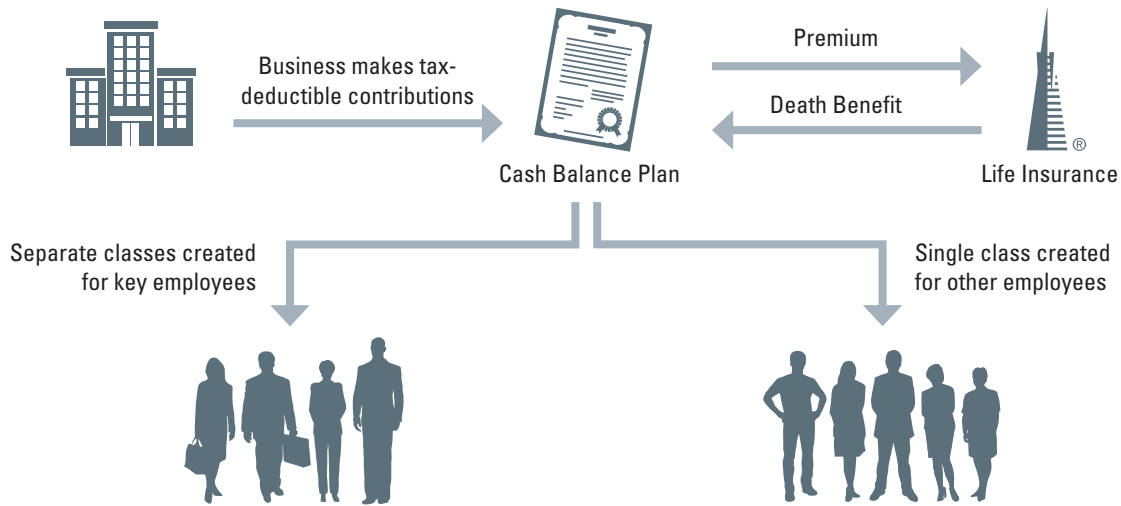 Business makes tax-
deductible contributions
Cash Balance Plan
Premium
Death Benefit
®
Life Insurance
Separate classes created
for key employees
Single class created
for other employees